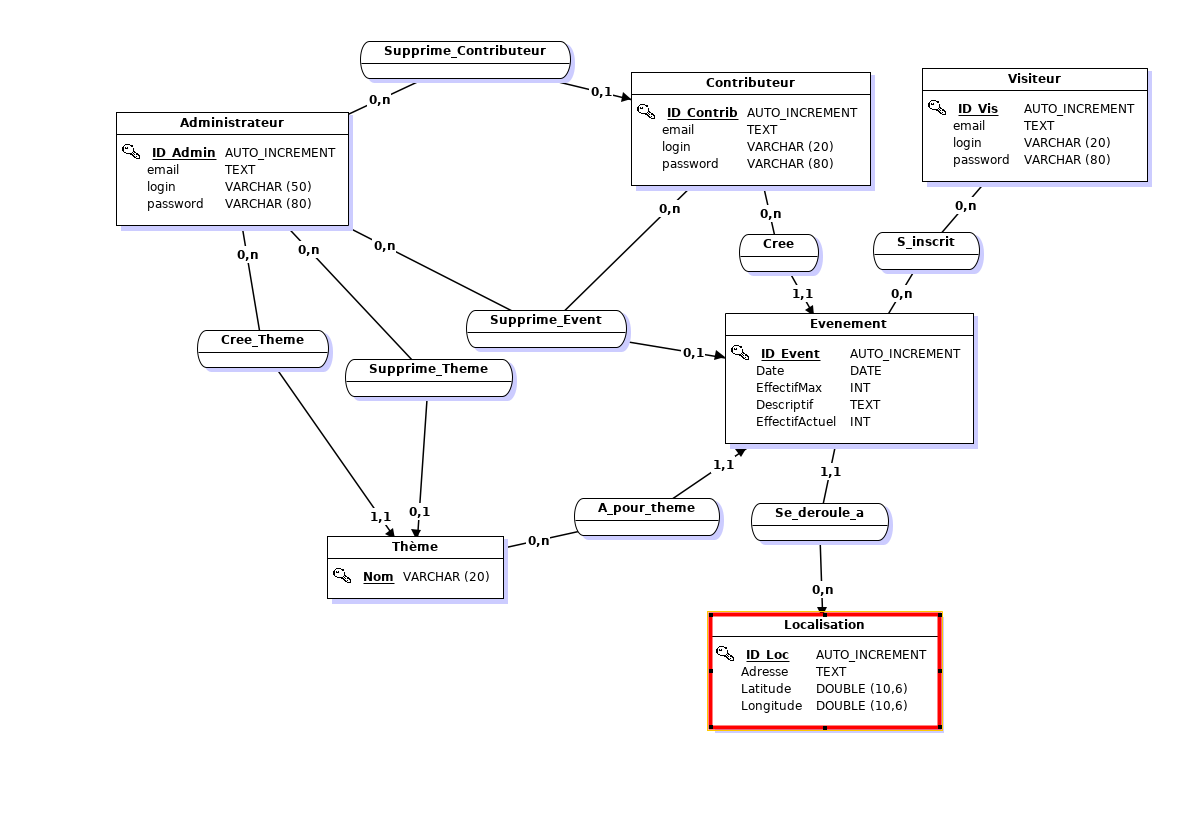 Supprime_Contributeur
0,n
0,1
Contributeur
ID_Contrib AUTO_INCREMENT
email TEXT
login VARCHAR (20)
password VARCHAR (80)
Visiteur
ID_Vis AUTO_INCREMENT
email TEXT
login VARCHAR (20)
password VARCHAR (80)
Administrateur
ID_Admin AUTO_INCREMENT
email TEXT
login VARCHAR (50)
password VARCHAR (80)
0,n
0,n
0,n
0,n
0,n
0,n
Cree
S_inscrit
1,1
0,n
Supprime_Event
0,1
Cree_Theme
Supprime_Theme
Evenement
ID_Event AUTO_INCREMENT
Date DATE
EffectifMax INT
Descriptif TEXT
EffectifActuel INT
1,1
1,1
A_pour_theme
Se_deroule_a
1,1
0,1
0,n
0,n
Thème
Nom VARCHAR (20)
Localisation
ID_Loc AUTO_INCREMENT
Adresse TEXT
Latitude DOUBLE (10,6)
Longitude DOUBLE (10,6)